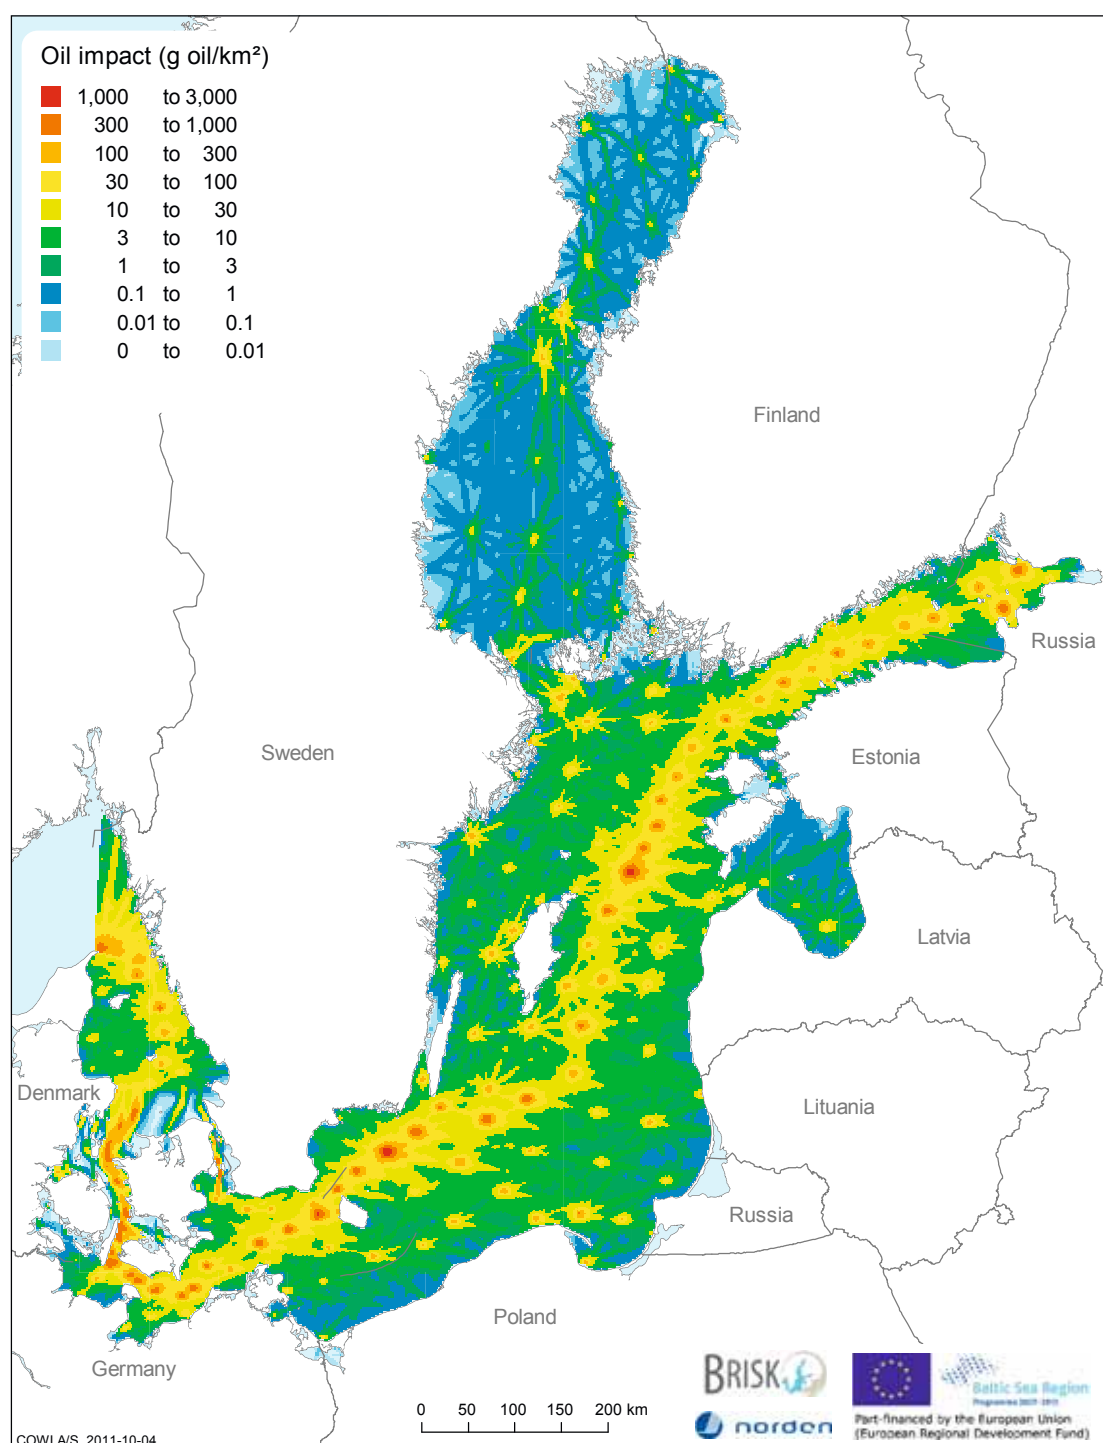 Oil impact (g oil/km²)
1,000 to 3,000
300 to 1,000
100 to 300
30 to 100
10 to 30
3 to 10
1 to 3
0.1 to 1
0.01 to 0.1
0 to 0.01
Finland
Russia
Sweden
Estonia
Latvia
Denmark
Lituania
Russia
Poland
Germany
BRISK
Baltic Sea Region
Programme 2007-2013
norden
Part-financed by the European Union
(European Regional Development Fund)
0 50 100 150 200 km
COWI A/S, 2011-10-04